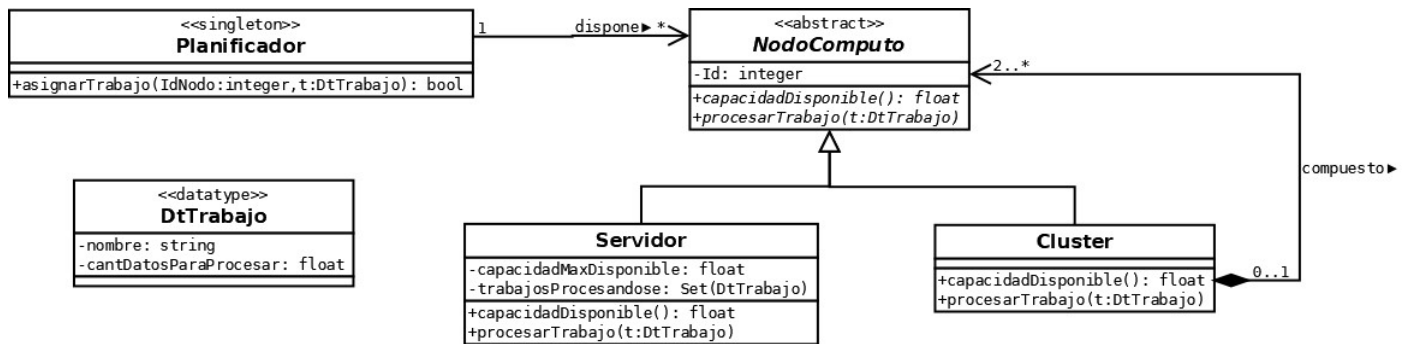 <<singleton>>
Planificador
+asignarTrabajo(IdNodo:integer,t:DtTrabajo): bool
1
dispone► *
<<abstract>>
NodoComputo
-Id: integer
+capacidadDisponible(): float
+procesarTrabajo(t:DtTrabajo)
2..*
compuesto►
<<datatype>>
DtTrabajo
-nombre: string
-cantDatosParaProcesar: float
Servidor
-capacidadMaxDisponible: float
-trabajosProcesandose: Set(DtTrabajo)
+capacidadDisponible(): float
+procesarTrabajo(t:DtTrabajo)
Cluster
+capacidadDisponible(): float
+procesarTrabajo(t:DtTrabajo)
0..1